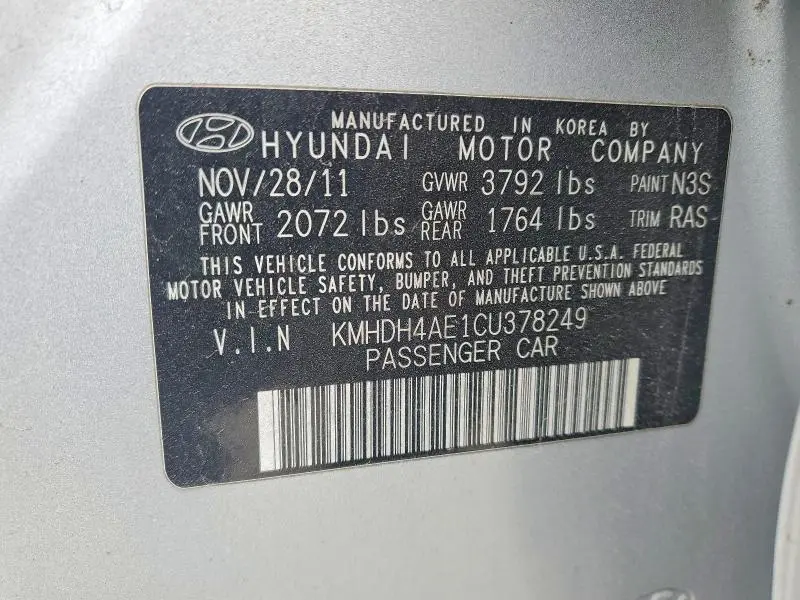 MANUFACTURED IN KOREA BY
HYUNDAI MOTOR COMPANY
NOV/28/11 GVWR 3792 lbs PAINT N3S
GAWR FRONT 2072 lbs GAWR REAR 1764 lbs TRIM RAS
THIS VEHICLE CONFORMS TO ALL APPLICABLE U.S.A. FEDERAL
MOTOR VEHICLE SAFETY, BUMPER, AND THEFT PREVENTION STANDARDS
IN EFFECT ON THE DATE OF MANUFACTURE SHOWN ABOVE
V.I.N KMHDH4AE1CU378249
PASSENGER CAR